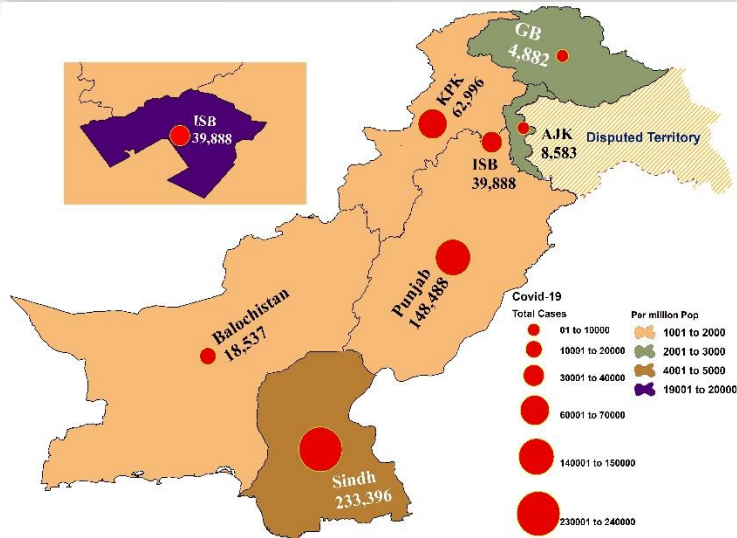 GB
4,882
KPK
62,996
ISB
39,888
AJK
8,583
Disputed Territory
ISB
39,888
Punjab
148,488
Balochistan
18,537
Sindh
233,396
Covid-19
Total Cases
01 to 10000
10001 to 20000
30001 to 40000
60001 to 70000
140001 to 150000
230001 to 240000
Per million Pop
1001 to 2000
2001 to 3000
4001 to 5000
19001 to 20000